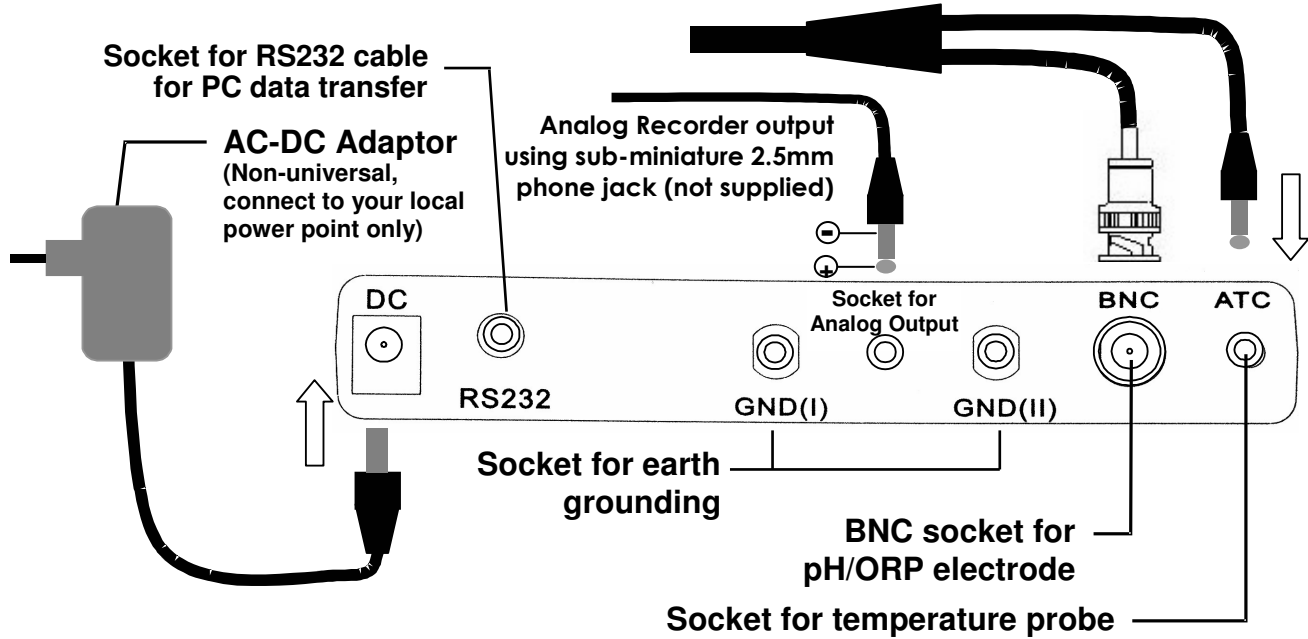 Socket for RS232 cable
for PC data transfer
AC-DC Adaptor
(Non-universal,
connect to your local
power point only)
Analog Recorder output
using sub-miniature 2.5mm
phone jack (not supplied)
-
+
DC
RS232
Socket for
Analog Output
GND(I)
GND(II)
BNC
ATC
Socket for earth
grounding
BNC socket for
pH/ORP electrode
Socket for temperature probe